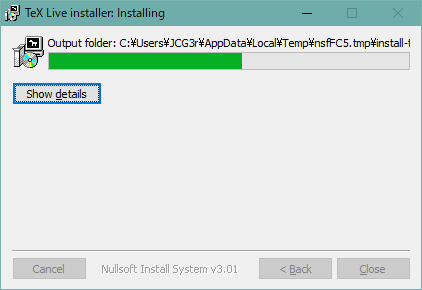 TeX Live installer: Installing
Output folder: C:¥Users¥JCG3r¥AppData¥Local¥Temp¥nsfFC5.tmp¥install-t
Show details
Cancel
Nullsoft Install System v3.01
< Back
Close